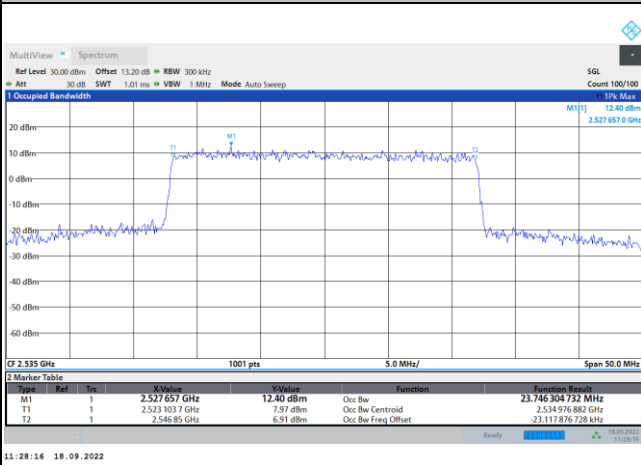 MultiView Spectrum
Ref Level 30.00 dBm Offset 13.20 dB RBW 300 kHz SGL
Att 30 dB SWT 1.01 ms VBW 1 MHz Mode Auto Sweep Count 100/100
1 Occupied Bandwidth 1Pk Max
M1[1] 12.40 dBm
2.527 657 0 GHz
20 dBm
M1
T1 T2
10 dBm
0 dBm
-10 dBm
-20 dBm
-30 dBm
-40 dBm
-50 dBm
-60 dBm
CF 2.535 GHz 1001 pts 5.0 MHz/ Span 50.0 MHz
2 Marker Table
Type Ref Trc X-Value Y-Value Function Function Result
M1 1 2.527657 GHz 12.40 dBm Occ Bw 23.746 304 732 MHz
T1 1 2.523 103 7 GHz 7.97 dBm Occ Bw Centroid 2.534 976 882 GHz
T2 1 2.546 85 GHz 6.91 dBm Occ Bw Freq Offset -23.117 876 728 kHz
Ready 18.09.2022
11:28:16
11:28:16 18.09.2022